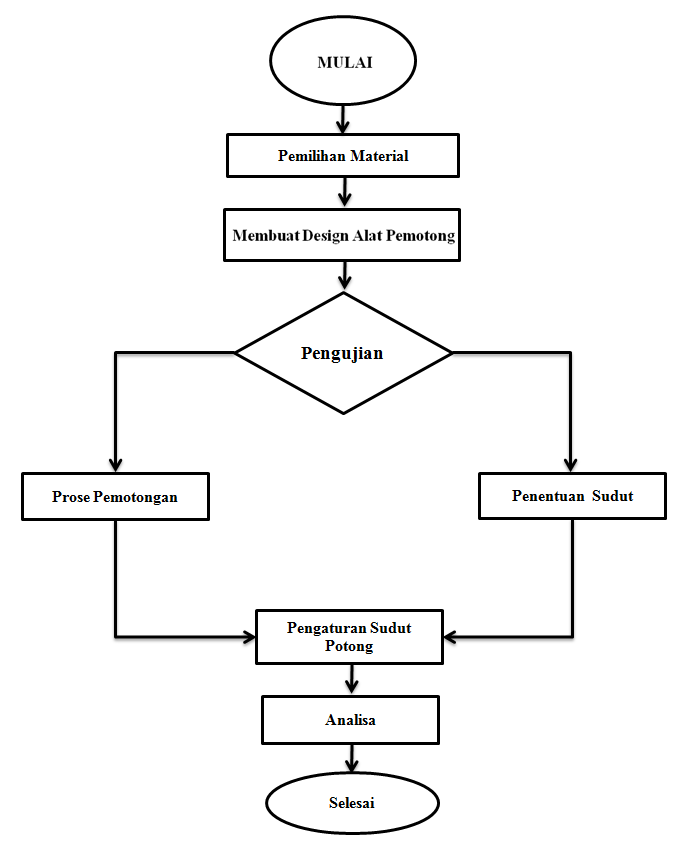 MULAI
Pemilihan Material
Membuat Design Alat Pemotong
Pengujian
Prose Pemotongan
Penentuan Sudut
Pengaturan Sudut
Potong
Analisa
Selesai